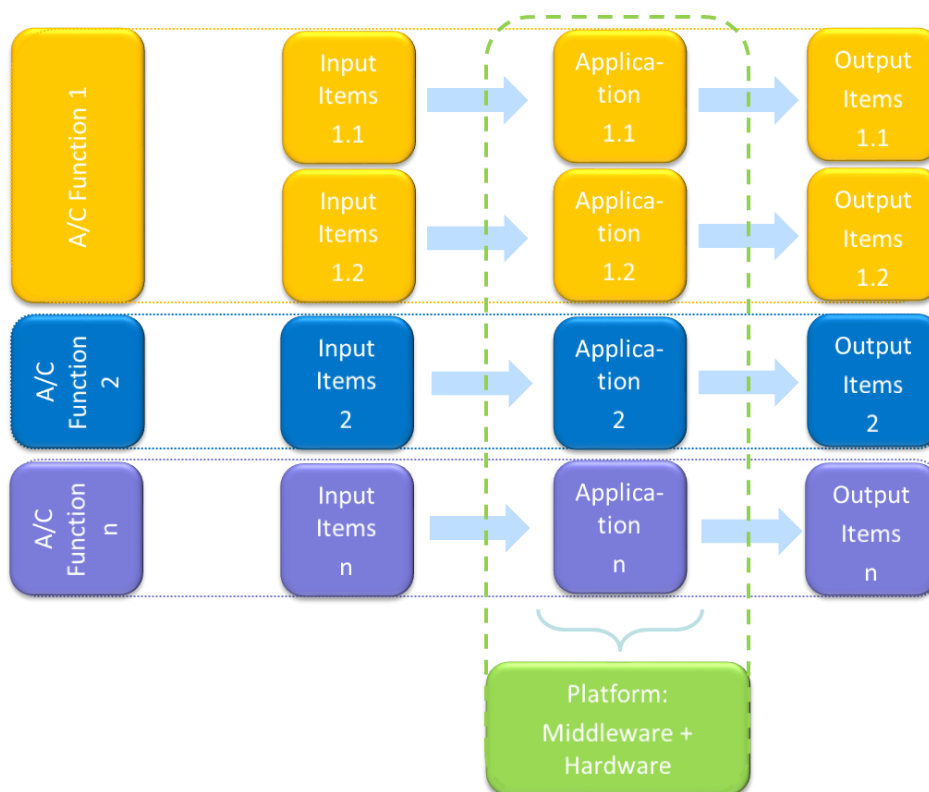 A/C Function 1
Input
Items
1.1
Applica-
tion
1.1
Output
Items
1.1
Input
Items
1.2
Applica-
tion
1.2
Output
Items
1.2
A/C
Function
2
Input
Items
2
Applica-
tion
2
Output
Items
2
A/C
Function
n
Input
Items
n
Applica-
tion
n
Output
Items
n
Platform:
Middleware +
Hardware